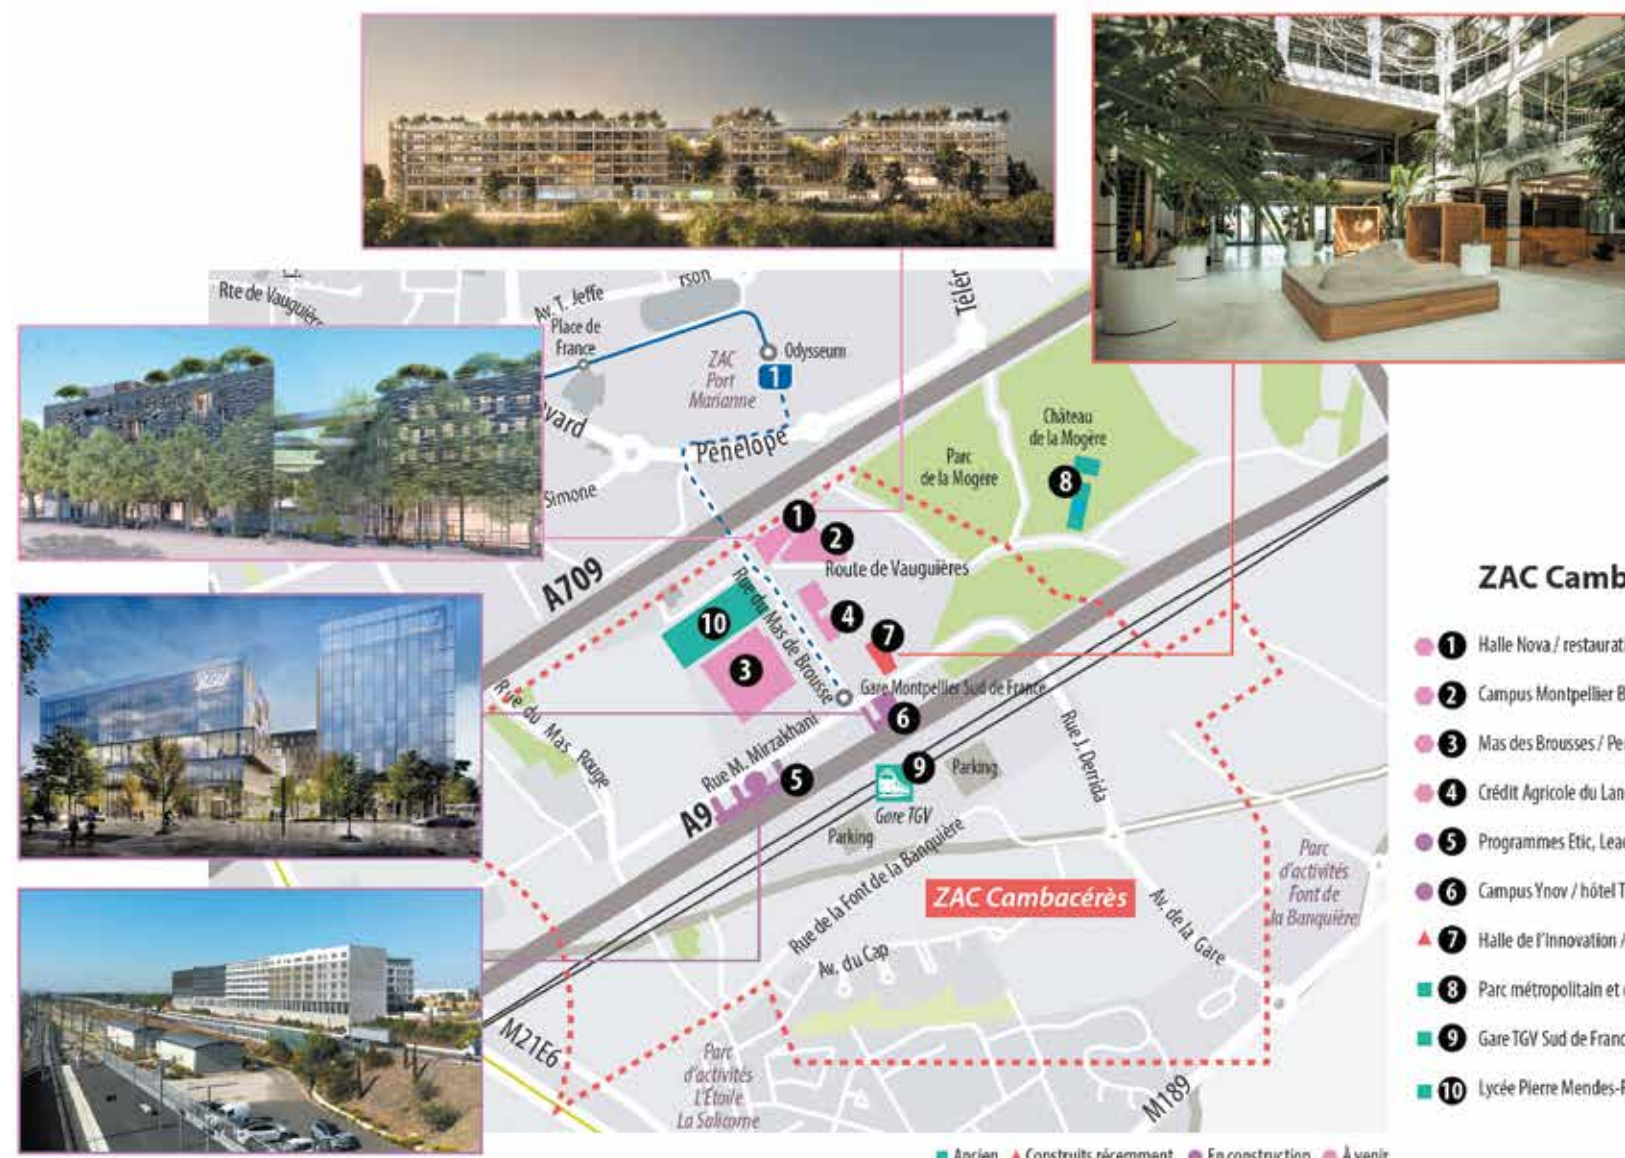 Rte de Vauguière
Av. T. Jeffe
rson
Télér
Place de
France
Odysseum
1
ZAC
Port
Marianne
vard
Pénélope
Simone
Château
de la Mogère
Parc
de la Mogère
8
1
2
A709
Route de Vauguières
Rue du Mas de Brousse
10
4
7
3
Gare Montpellier Sud de France
6
Rue du Mas Rouge
Rue M. Mirzakhani
Rue J. Derrida
5
9
Parking
A9
Gare TGV
Parking
Rue de la Font de la Banquière
Parc
d'activités
Font de
la Banquière
ZAC Cambacérès
Av. de la Gare
Av. du Cap
M21E6
Parc
d'activités
L'Étoile
La Salicorne
M189
ZAC Camb
1 Halle Nova / restaurati
2 Campus Montpellier B
3 Mas des Brousses / Pe
4 Crédit Agricole du Lan
5 Programmes Etic, Lea
6 Campus Ynov / hôtel T
7 Halle de l'Innovation /
8 Parc métropolitain et
9 Gare TGV Sud de Franc
10 Lycée Pierre Mendes-F
Ancien Construits récemment En construction À venir